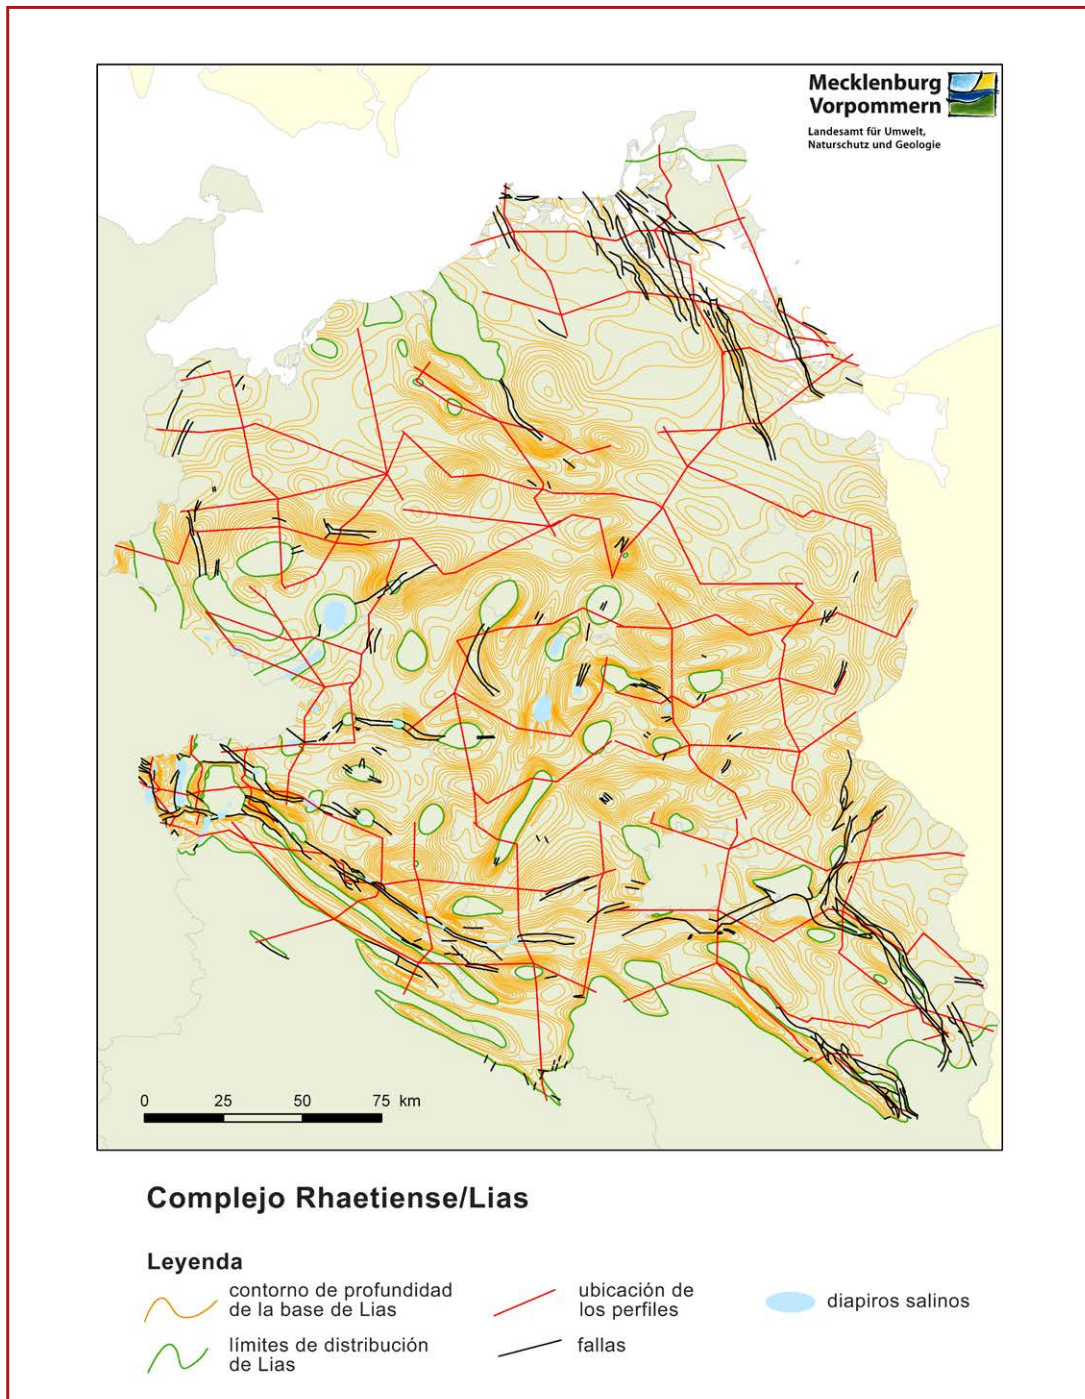 Mecklenburg
Vorpommern
Landesamt für Umwelt,
Naturschutz und Geologie
0 25 50 75 km
Complejo Rhaetiense/Lias
Leyenda
contorno de profundidad
de la base de Lias
límites de distribución
de Lias
ubicación de
los perfiles
fallas
diapiros salinos